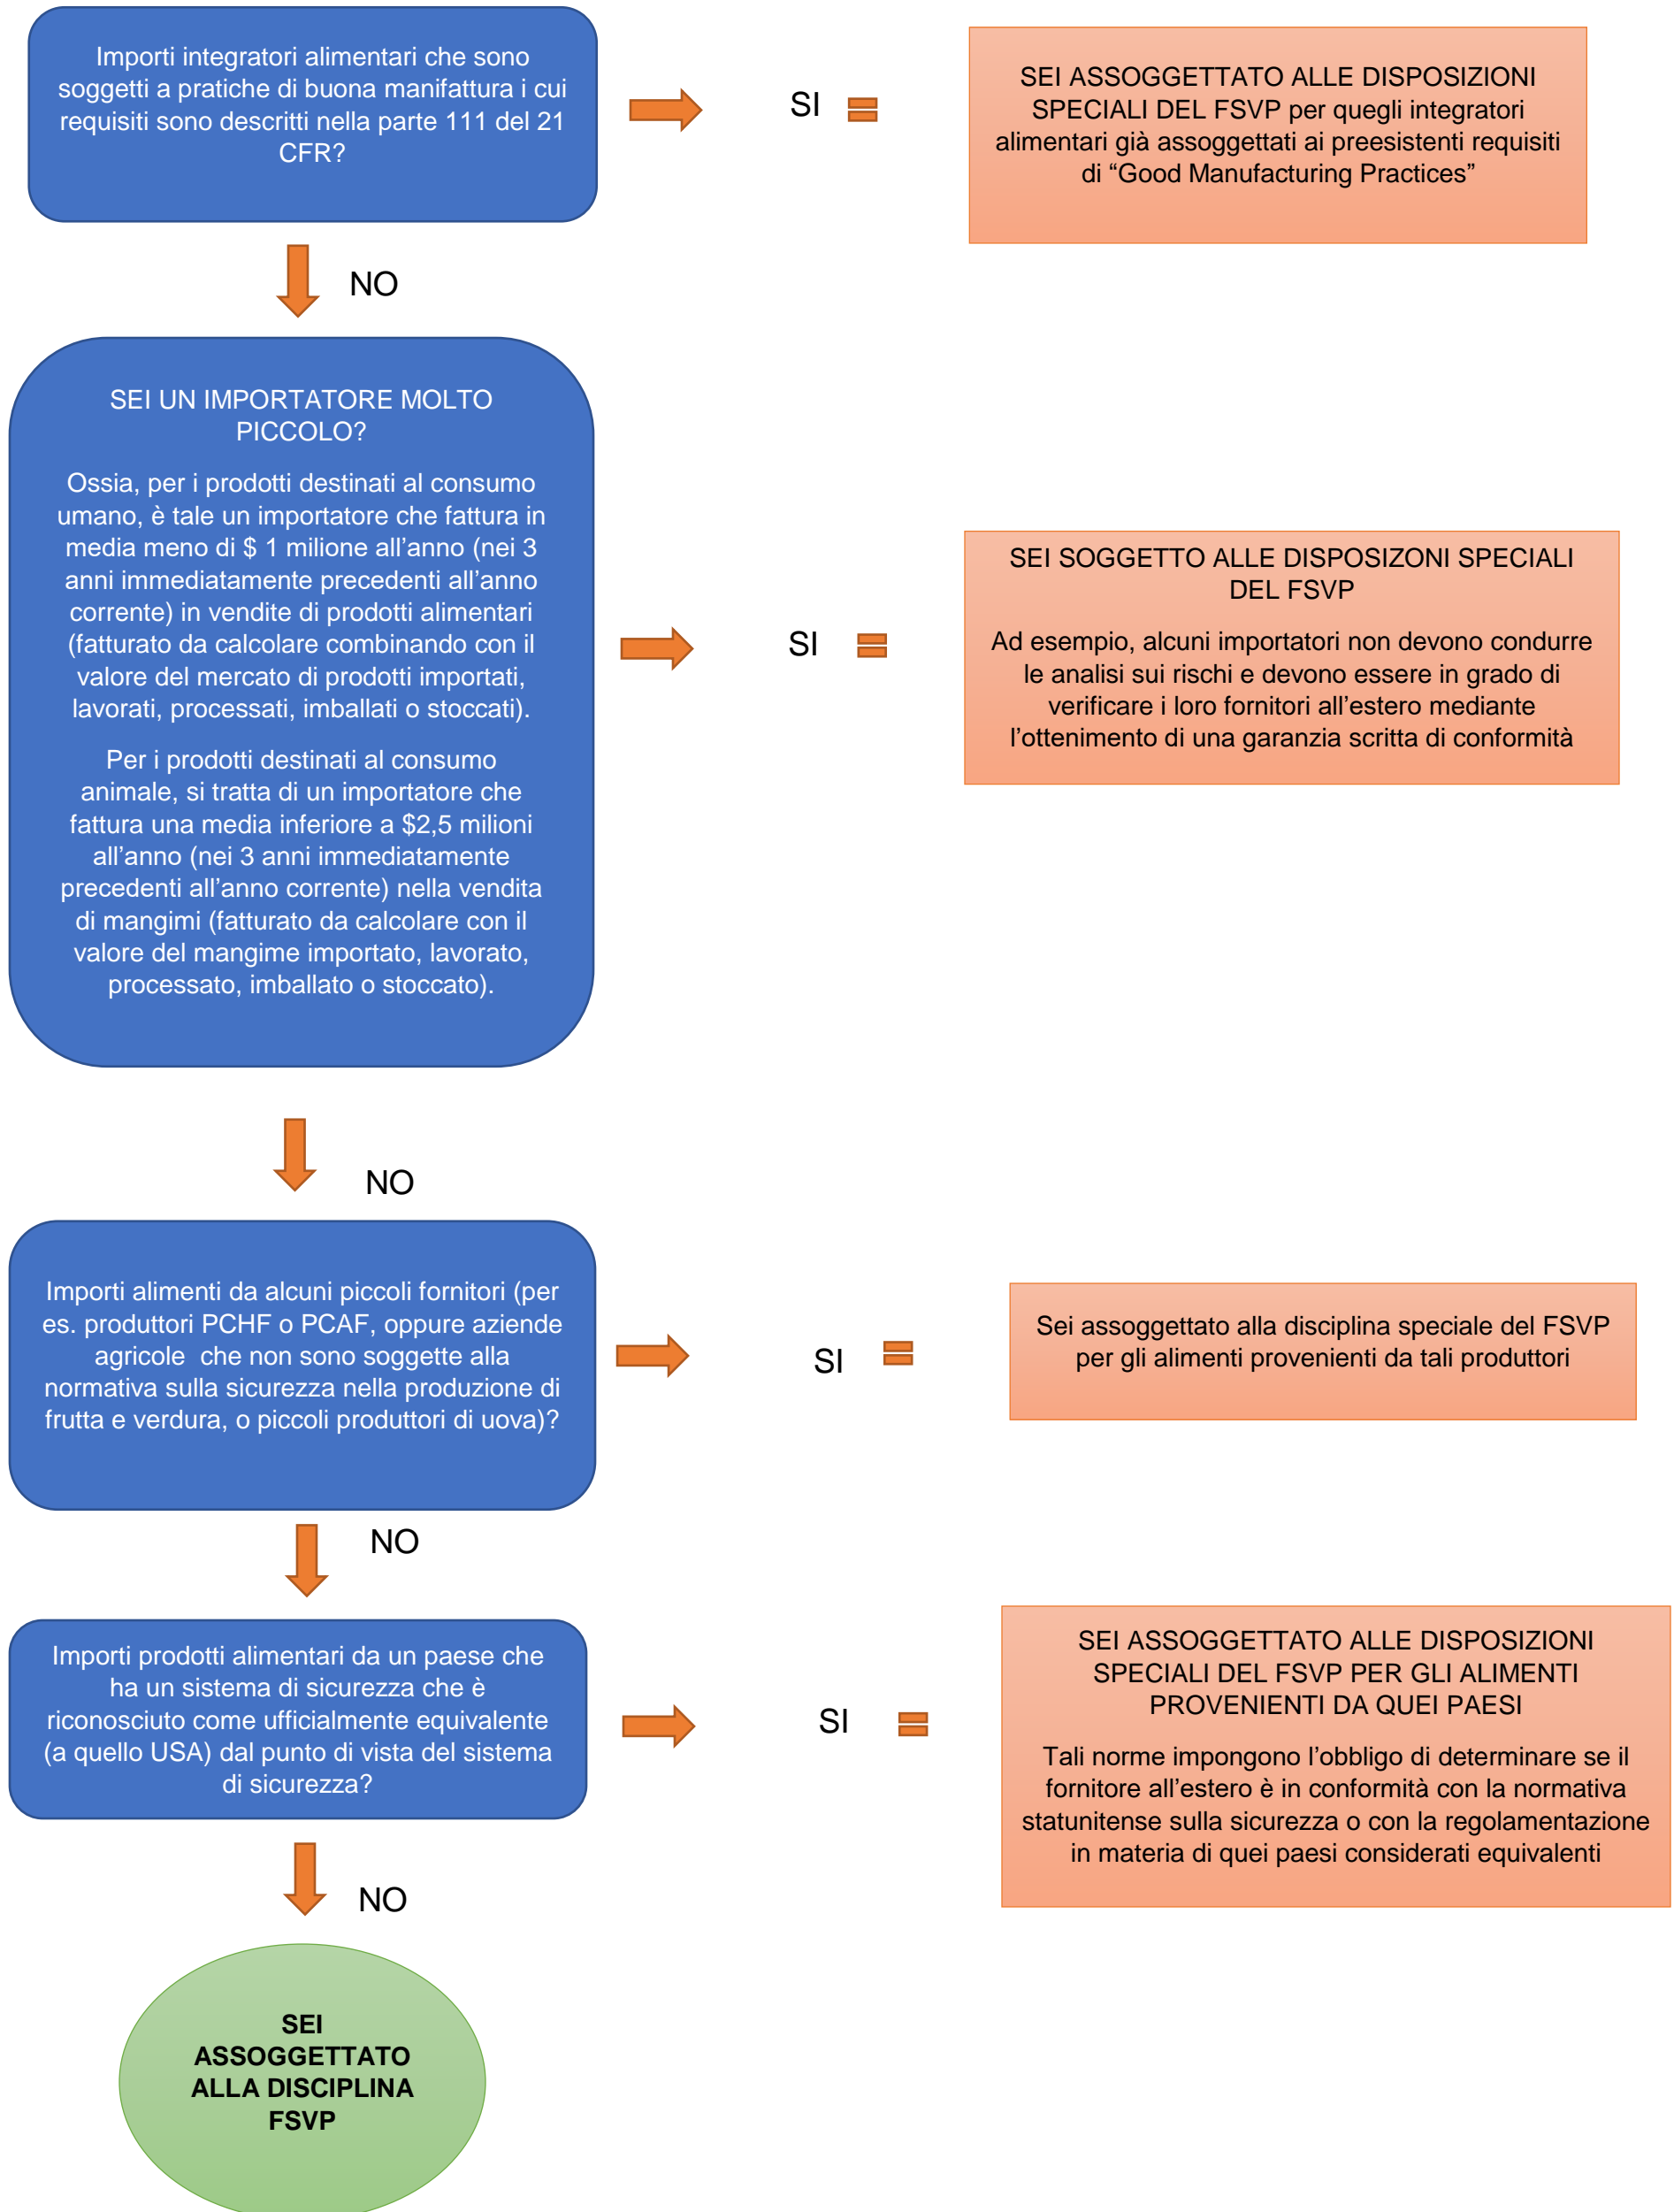 Importi integratori alimentari che sono
soggetti a pratiche di buona manifattura i cui
requisiti sono descritti nella parte 111 del 21
CFR?
SI
SEI ASSOGGETTATO ALLE DISPOSIZIONI
SPECIALI DEL FSVP per quegli integratori
alimentari già assoggettati ai preesistenti requisiti
di “Good Manufacturing Practices”
NO
SEI UN IMPORTATORE MOLTO
PICCOLO?
Ossia, per i prodotti destinati al consumo
umano, è tale un importatore che fattura in
media meno di $ 1 milione all’anno (nei 3
anni immediatamente precedenti all’anno
corrente) in vendite di prodotti alimentari
(fatturato da calcolare combinando con il
valore del mercato di prodotti importati,
lavorati, processati, imballati o stoccati).
Per i prodotti destinati al consumo
animale, si tratta di un importatore che
fattura una media inferiore a $2,5 milioni
all’anno (nei 3 anni immediatamente
precedenti all’anno corrente) nella vendita
di mangimi (fatturato da calcolare con il
valore del mangime importato, lavorato,
processato, imballato o stoccato).
SI
SEI SOGGETTO ALLE DISPOSIZONI SPECIALI
DEL FSVP
Ad esempio, alcuni importatori non devono condurre
le analisi sui rischi e devono essere in grado di
verificare i loro fornitori all’estero mediante
l’ottenimento di una garanzia scritta di conformità
NO
Importi alimenti da alcuni piccoli fornitori (per
es. produttori PCHF o PCAF, oppure aziende
agricole che non sono soggette alla
normativa sulla sicurezza nella produzione di
frutta e verdura, o piccoli produttori di uova)?
SI
Sei assoggettato alla disciplina speciale del FSVP
per gli alimenti provenienti da tali produttori
NO
Importi prodotti alimentari da un paese che
ha un sistema di sicurezza che è
riconosciuto come ufficialmente equivalente
(a quello USA) dal punto di vista del sistema
di sicurezza?
SI
SEI ASSOGGETTATO ALLE DISPOSIZIONI
SPECIALI DEL FSVP PER GLI ALIMENTI
PROVENIENTI DA QUEI PAESI
Tali norme impongono l’obbligo di determinare se il
fornitore all’estero è in conformità con la normativa
statunitense sulla sicurezza o con la regolamentazione
in materia di quei paesi considerati equivalenti
NO
SEI
ASSOGGETTATO
ALLA DISCIPLINA
FSVP